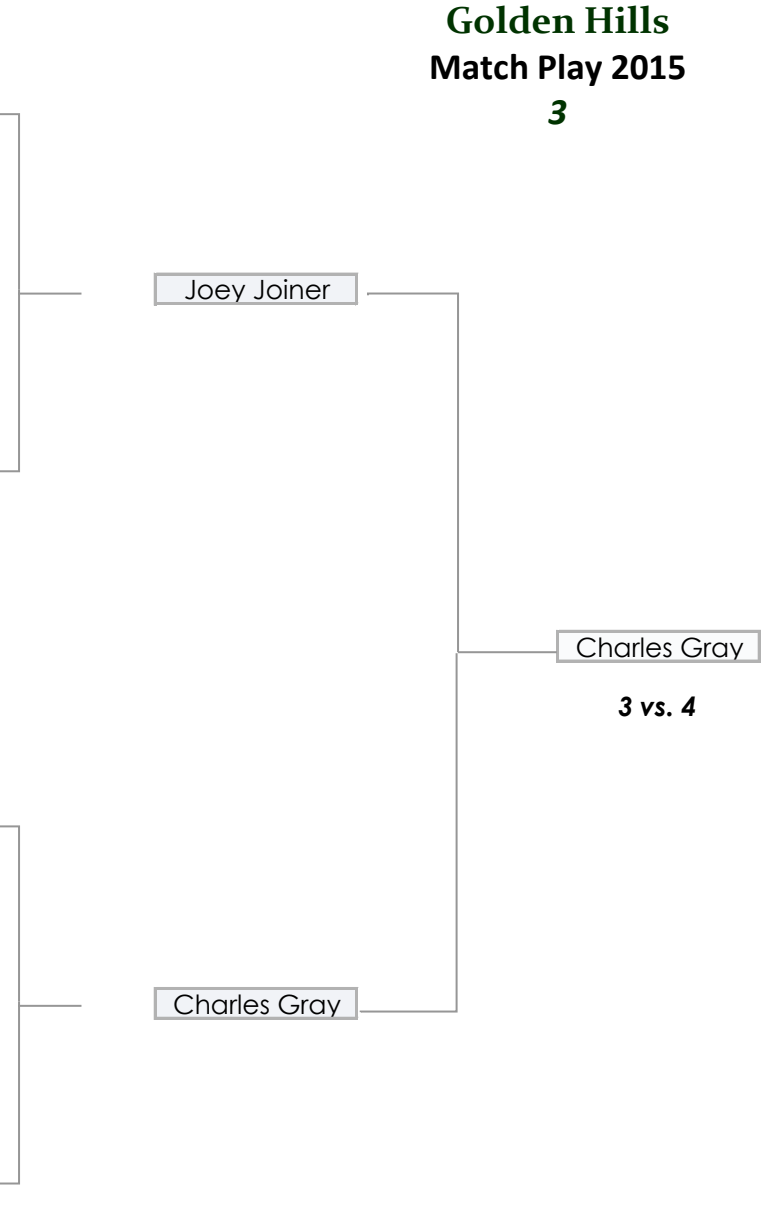 Golden Hills
Match Play 2015
3
Joey Joiner
Charles Gray
3 vs. 4
Charles Gray